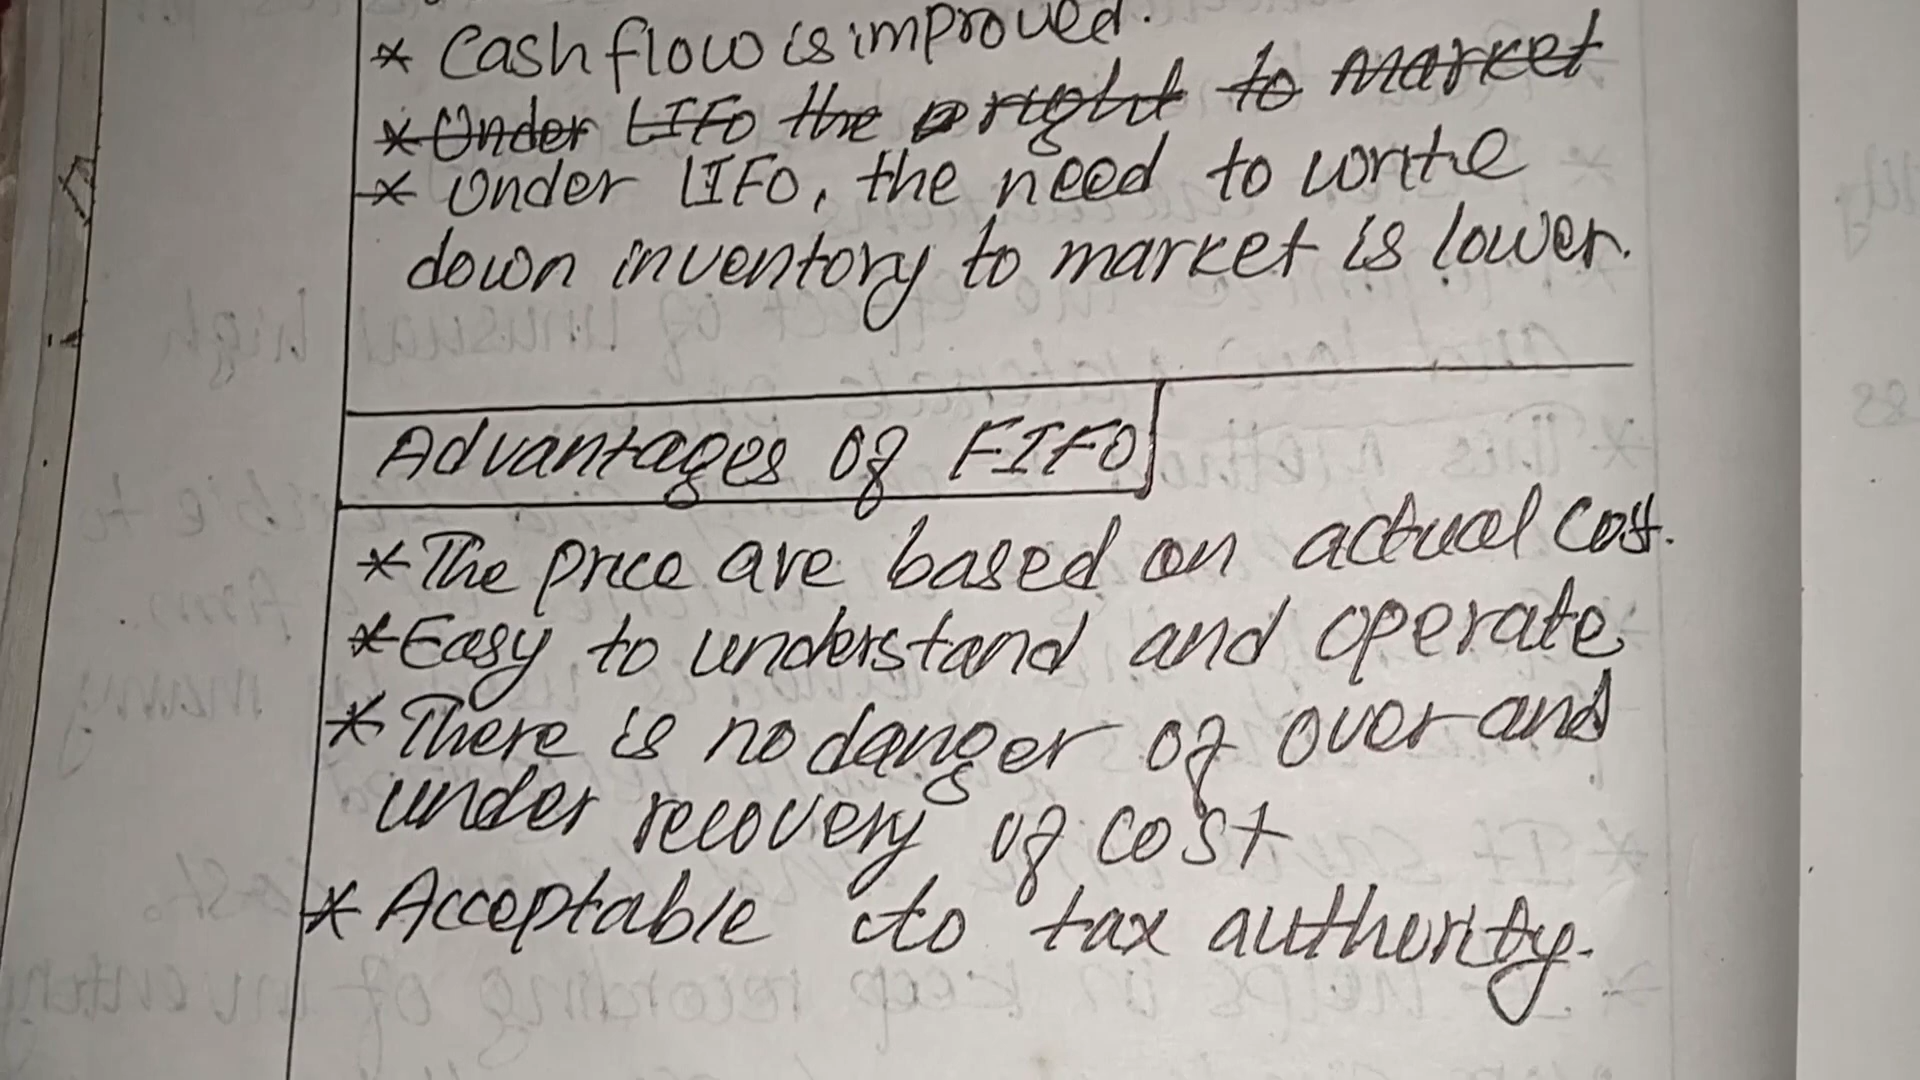 * Cash flow is improved.
* Under LIFO the right to market
* Under LIFO, the need to write
down inventory to market is lower.
Advantages of FIFO
* The price are based on actual cost.
* Easy to understand and operate
* There is no danger of over and
under recovery of cost
* Acceptable to tax authority.